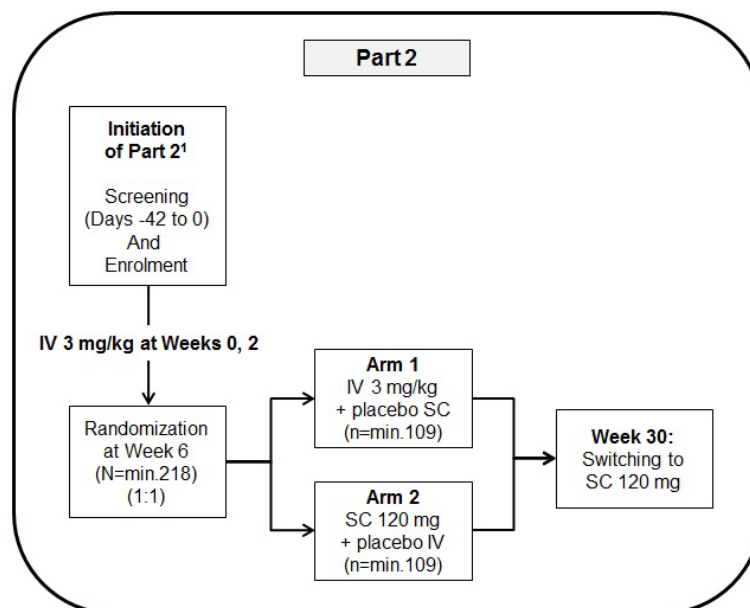 Part 2
Initiation
of Part 2¹
Screening
(Days -42 to 0)
And
Enrolment
IV 3 mg/kg at Weeks 0, 2
Randomization
at Week 6
(N=min.218)
(1:1)
Arm 1
IV 3 mg/kg
+ placebo SC
(n=min.109)
Arm 2
SC 120 mg
+ placebo IV
(n=min.109)
Week 30:
Switching to
SC 120 mg